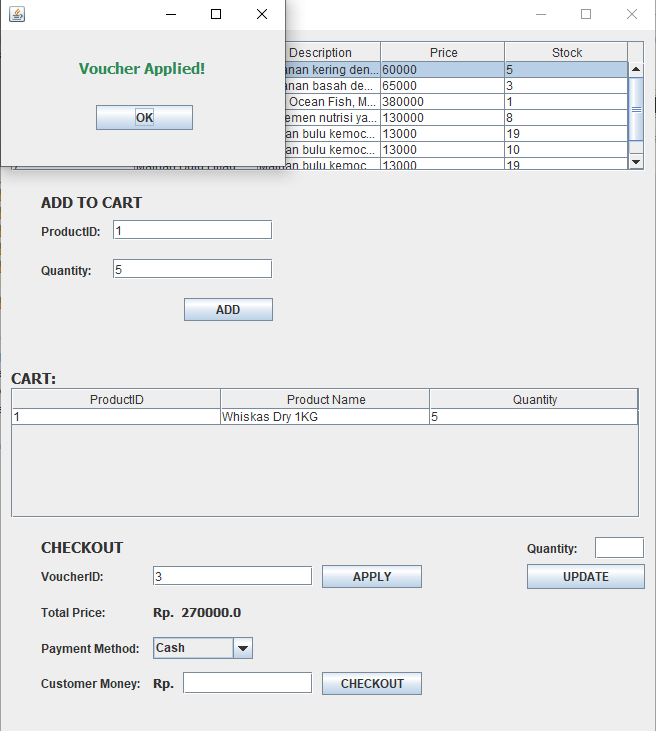 Voucher Applied!
OK
Description Price Stock
anan kering den... 60000 5
anan basah de... 65000 3
Ocean Fish, M... 380000 1
emen nutrisi ya... 130000 8
an bulu kemoc... 13000 19
an bulu kemoc... 13000 10
an bulu kemoc... 13000 19
ADD TO CART
ProductID: 1
Quantity: 5
ADD
CART:
ProductID Product Name Quantity
1 Whiskas Dry 1KG 5
CHECKOUT
Quantity:
VoucherID: 3 APPLY UPDATE
Total Price: Rp. 270000.0
Payment Method: Cash
Customer Money: Rp. CHECKOUT